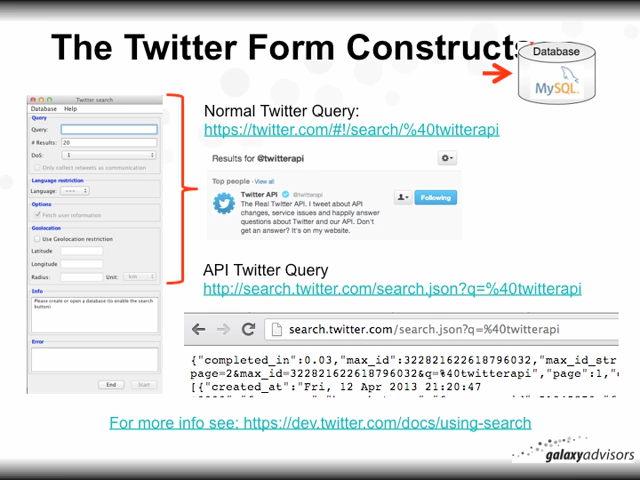 The Twitter Form Constructs
Database
MySQL
Twitter search
Database Help
Query
Query:
# Results: 20
DoS: 1
Only collect retweets as communication
Language restriction
Language: ---
Options
Fetch user information
Geolocation
Use Geolocation restriction
Latitude
Longitude
Radius: Unit: km
Info
Please create or open a database (to enable the search
button)
Error
End Start
Normal Twitter Query:
https://twitter.com/#!/search/%40twitterapi
Results for @twitterapi
Top people · View all
Twitter API @twitterapi
The Real Twitter API. I tweet about API
changes, service issues and happily answer
questions about Twitter and our API. Don't
get an answer? It's on my website.
Following
API Twitter Query
http://search.twitter.com/search.json?q=%40twitterapi
search.twitter.com/search.json?q=%40twitterapi
{"completed_in":0.03,"max_id":322821622618796032,"max_id_str
page=2&max_id=322821622618796032&q=%40twitterapi","page":1,"
[{"created_at":"Fri, 12 Apr 2013 21:20:47
For more info see: https://dev.twitter.com/docs/using-search
galaxyadvisors